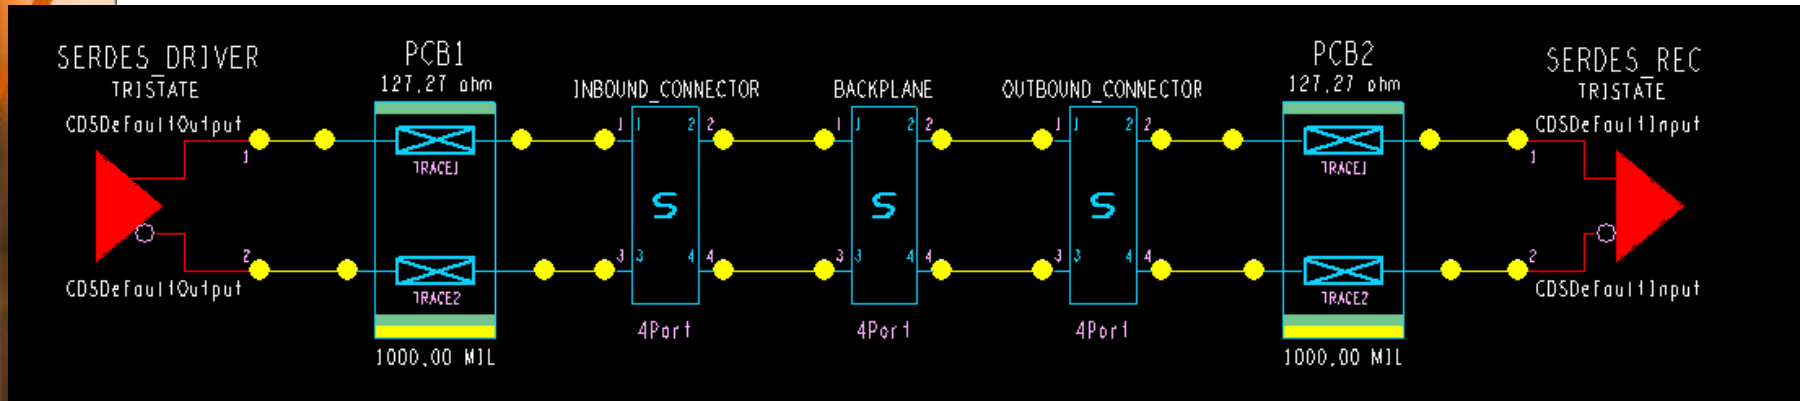 SERDES_DRIVER
TRISTATE
CDSDefaultOutput
1
2
CDSDefaultOutput
PCB1
127.27 ohm
TRACE1
TRACE2
1000.00 MIL
INBOUND_CONNECTOR
1 1 2 2
S
3 3 4 4
4Port
BACKPLANE
1 1 2 2
S
3 3 4 4
4Port
OUTBOUND_CONNECTOR
1 1 2 2
S
3 3 4 4
4Port
PCB2
127.27 ohm
TRACE1
TRACE2
1000.00 MIL
SERDES_REC
TRISTATE
CDSDefaultInput
1
2
CDSDefaultInput